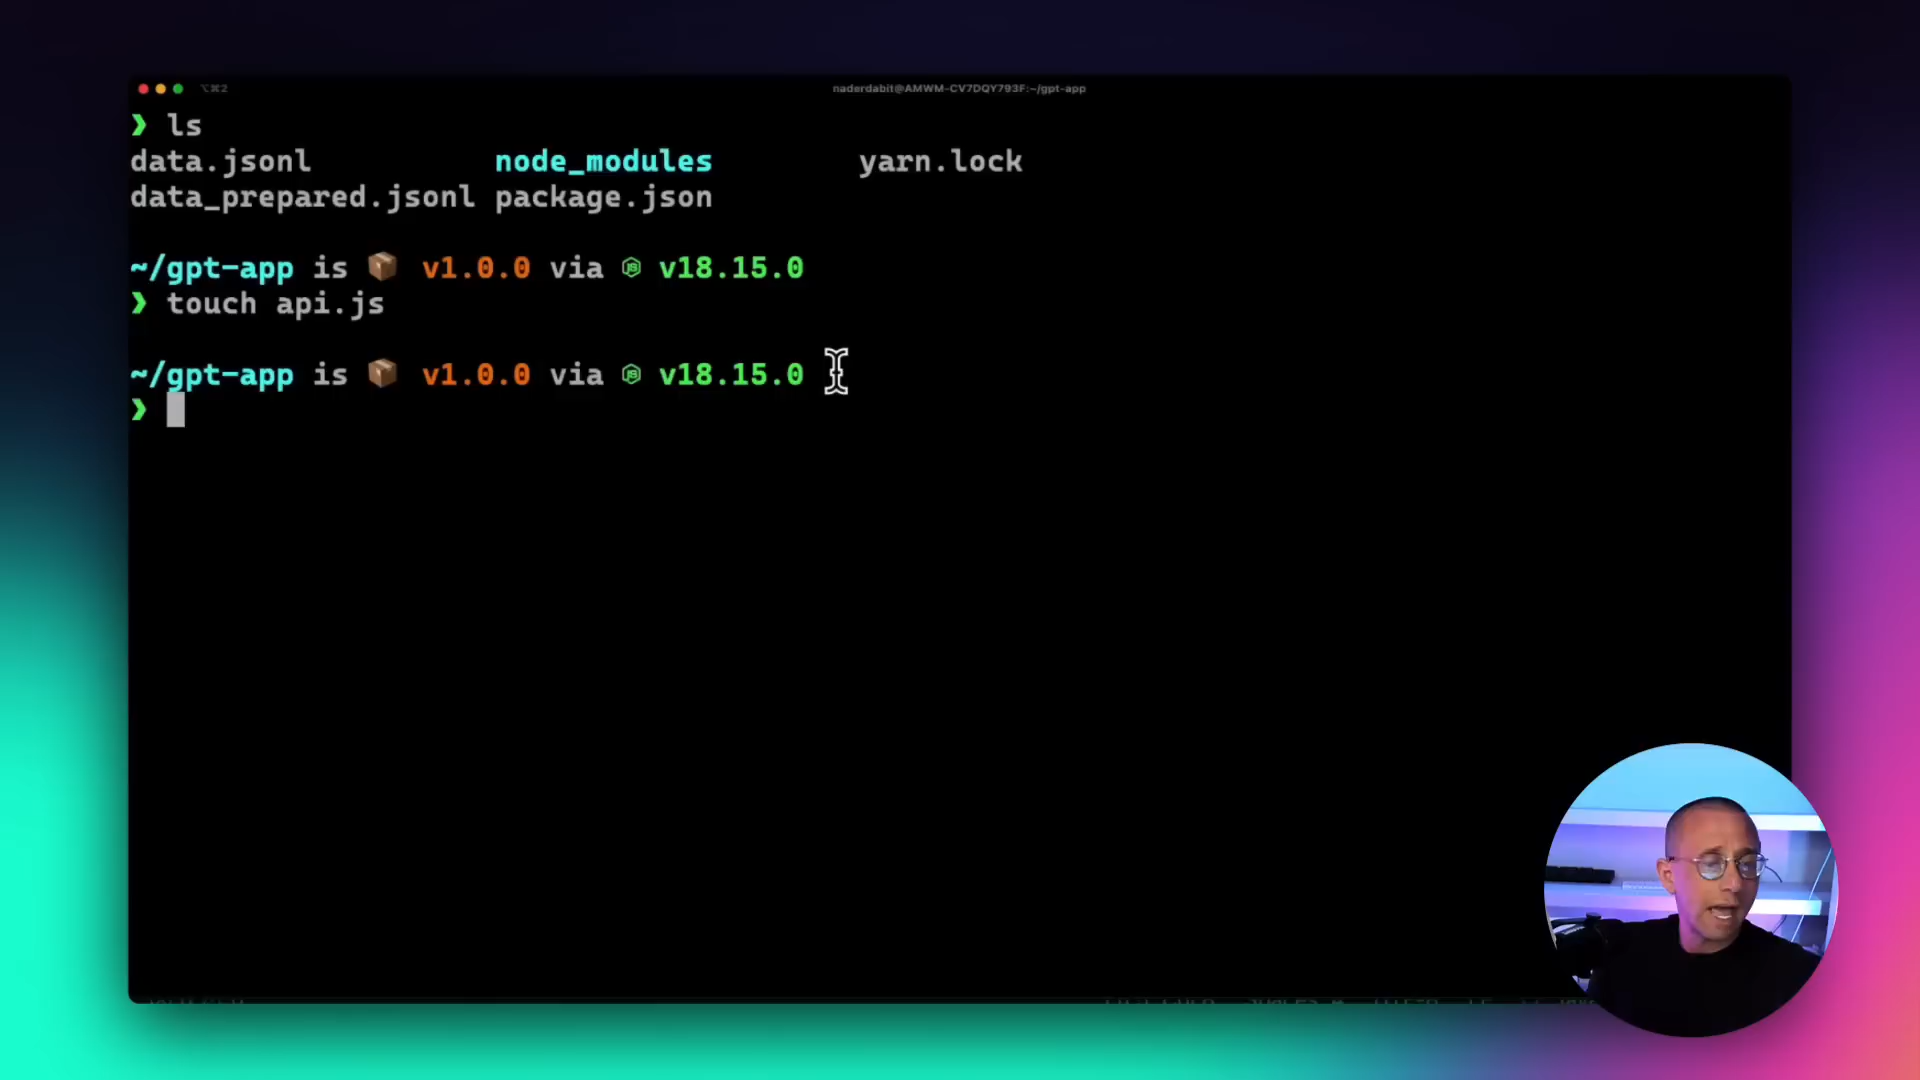 ⌥⌘2
naderdabit@AMWM-CV7DQY793F:~/gpt-app
❯ ls
data.jsonl node_modules yarn.lock
data_prepared.jsonl package.json
~/gpt-app is 📦 v1.0.0 via v18.15.0
❯ touch api.js
~/gpt-app is 📦 v1.0.0 via v18.15.0
❯